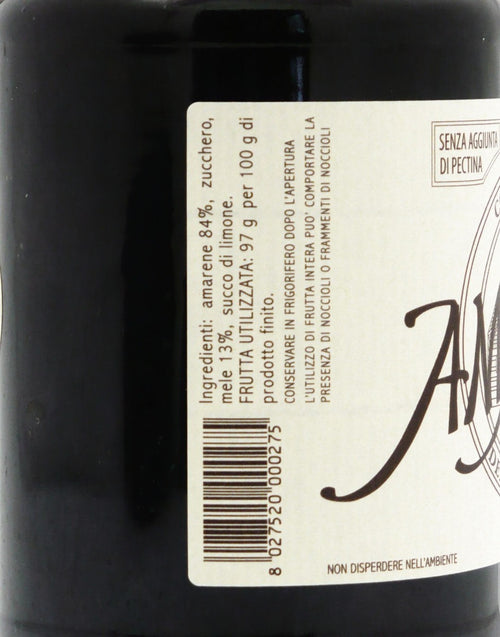 Ingredienti: amarene 84%, zucchero,
mele 13%, succo di limone.
FRUTTA UTILIZZATA: 97 g per 100 g di
prodotto finito.
CONSERVARE IN FRIGORIFERO DOPO L'APERTURA
L'UTILIZZO DI FRUTTA INTERA PUO' COMPORTARE LA
PRESENZA DI NOCCIOLI O FRAMMENTI DI NOCCIOLI
8 027520 000275
SENZA AGGIUNTA
DI PECTINA
NON DISPERDERE NELL'AMBIENTE